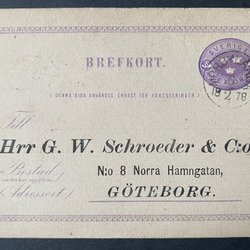 SVERIGE
BREFKORT.
18 2 78
(DENNA SIDA ANVÄNDES ENDAST FÖR ADRESSERINGEN.)
Till
Hrr G. W. Schroeder & C:o
N:o 8 Norra Hamngatan,
Bostad
GÖTEBORG.
Adressort)